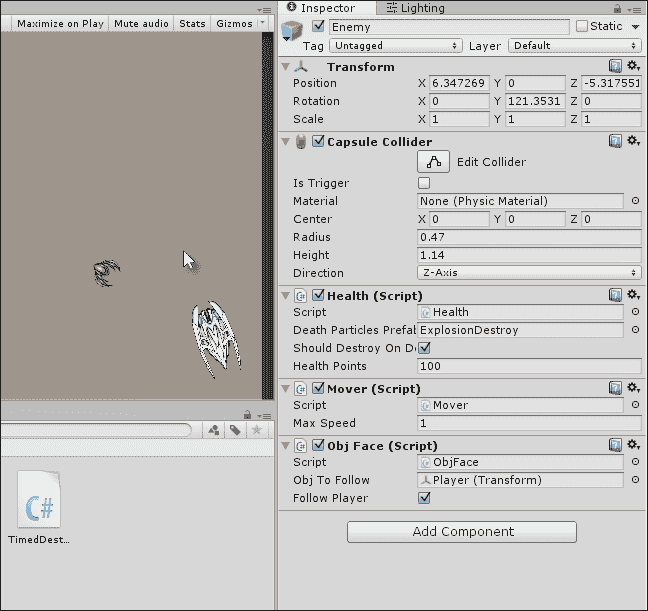 Inspector Lighting
Maximize on Play Mute audio Stats Gizmos
Enemy Static
Tag Untagged Layer Default
Transform
Position X 6.347269 Y 0 Z -5.317551
Rotation X 0 Y 121.3531 Z 0
Scale X 1 Y 1 Z 1
Capsule Collider
Edit Collider
Is Trigger
Material None (Physic Material)
Center X 0 Y 0 Z 0
Radius 0.47
Height 1.14
Direction Z-Axis
Health (Script)
Script Health
Death Particles Prefab ExplosionDestroy
Should Destroy On De
Health Points 100
Mover (Script)
Script Mover
Max Speed 1
Obj Face (Script)
Script ObjFace
Obj To Follow Player (Transform)
Follow Player
Add Component
C#
TimedDest...